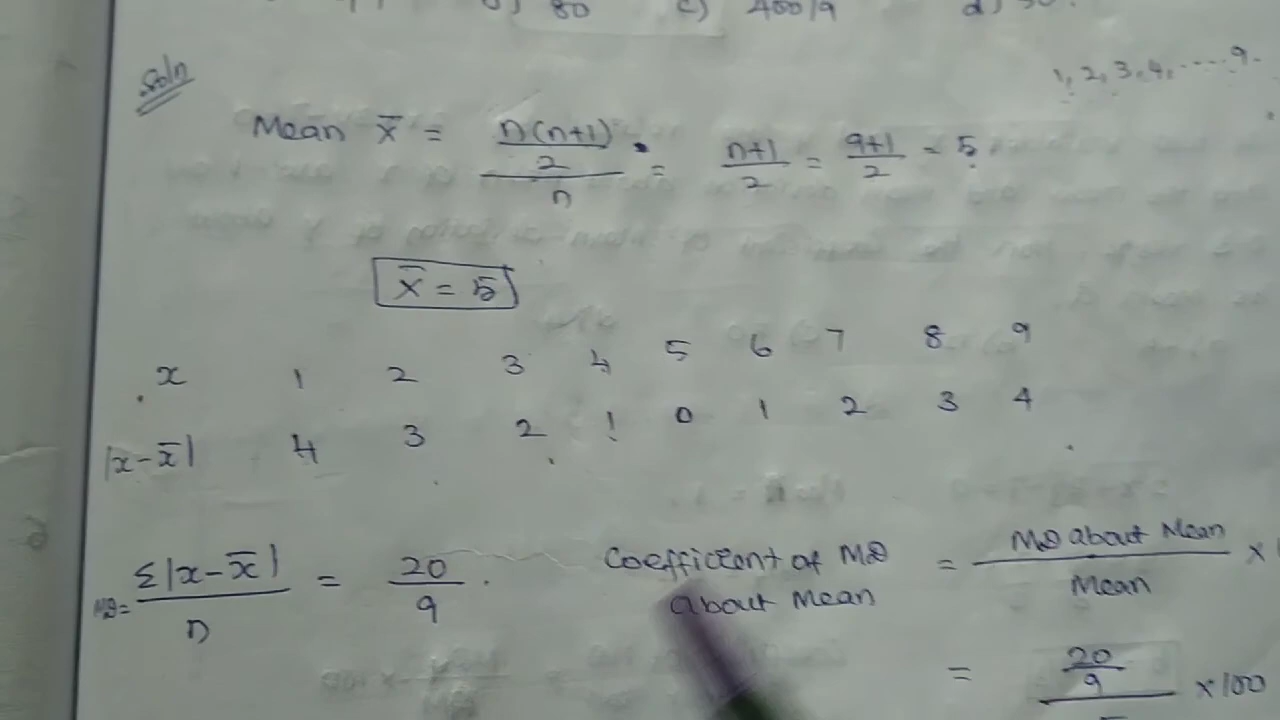 80 c) 400/9 d)
Soln
1, 2, 3, 4, ..... 9.
Mean x̄ = (n(n+1)/2)/n = n+1/2 = 9+1/2 = 5
x̄ = 5
x 1 2 3 4 5 6 7 8 9
|x-x̄| 4 3 2 1 0 1 2 3 4
MD = Σ|x-x̄|/n = 20/9 .
Coefficient of MD about Mean = MD about Mean/Mean ×
= 20/9 ×100